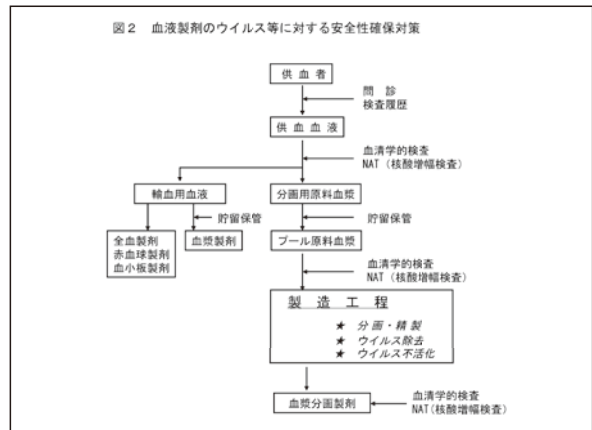 図２　血液製剤のウイルス等に対する安全性確保対策
供 血 者
問　診
検査履歴
供 血 血 液
血清学的検査
NAT（核酸増幅検査）
輸血用血液
分画用原料血漿
貯留保管
貯留保管
全血製剤
赤血球製剤
血小板製剤
血漿製剤
プール原料血漿
血清学的検査
NAT（核酸増幅検査）
製 造 工 程
★ 分 画 ・ 精 製
★ ウイルス除去
★ ウイルス不活化
血漿分画製剤
血清学的検査
NAT(核酸増幅検査)